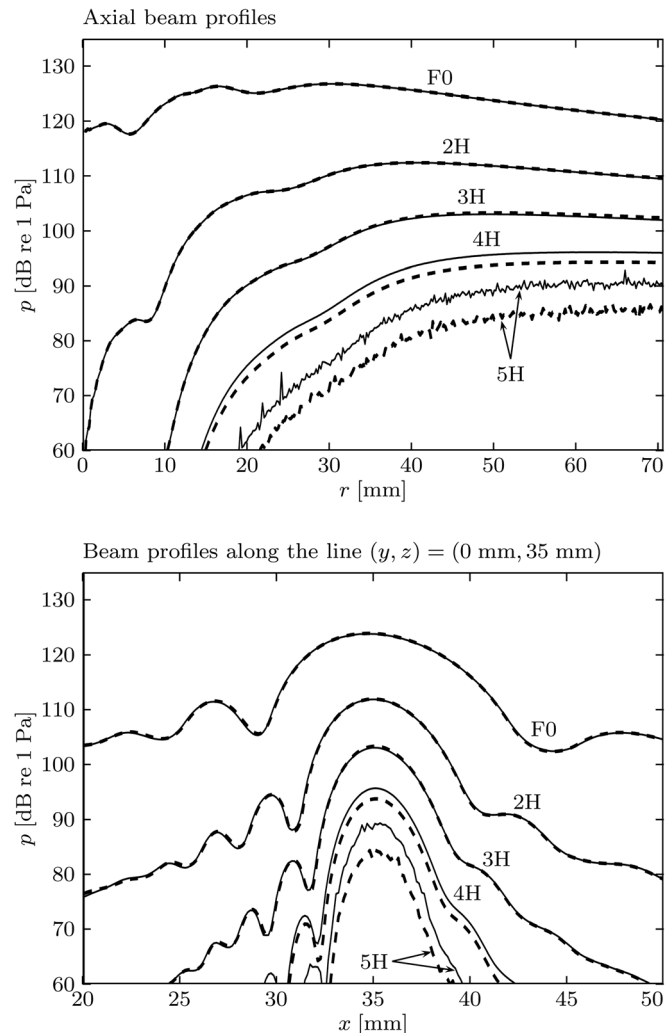 Axial beam profiles
130
120
110
100
90
80
70
60
p [dB re 1 Pa]
F0
2H
3H
4H
5H
0 10 20 30 40 50 60 70
r [mm]
Beam profiles along the line (y, z) = (0 mm, 35 mm)
130
120
110
100
90
80
70
60
p [dB re 1 Pa]
F0
2H
3H
4H
5H
20 25 30 35 40 45 50
x [mm]